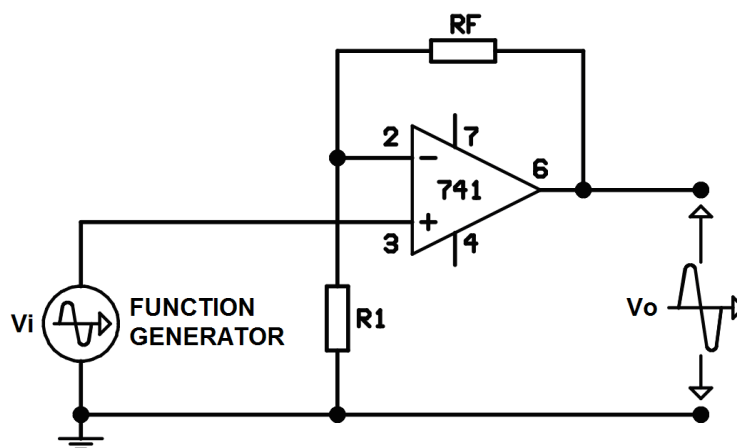 RF
2
7
-
741
6
+
3
4
Vi
FUNCTION
GENERATOR
R1
Vo